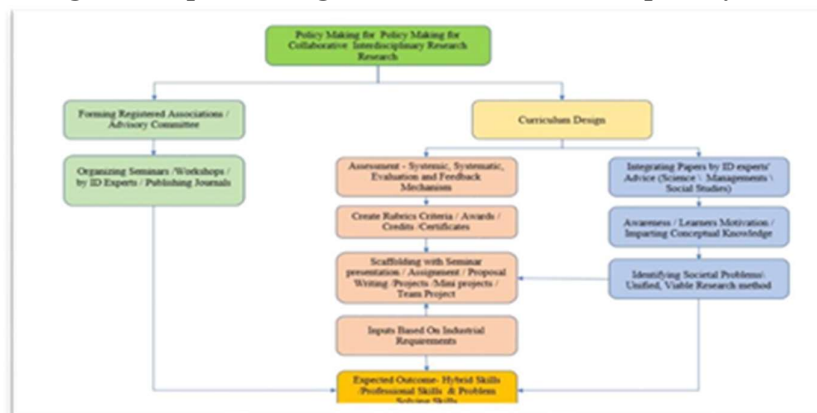 Policy Making for Policy Making for
Collaborative Interdisciplinary Research
Research
Forming Registered Associations /
Advisory Committee
Curriculum Design
Organizing Seminars /Workshops /
by ID Experts / Publishing Journals
Assessment - Systemic, Systematic,
Evaluation and Feedback
Mechanism
Integrating Papers by ID experts'
Advice (Science \ Managements \
Social Studies)
Create Rubrics Criteria / Awards /
Credits /Certificates
Awareness / Learners Motivation /
Imparting Conceptual Knowledge
Scaffolding with Seminar
presentation / Assignment / Proposal
Writing /Projects /Mini projects /
Team Project
Identifying Societal Problems\
Unified, Viable Research method
Inputs Based On Industrial
Requirements
Expected Outcome- Hybrid Skills
/Professional Skills & Problem
Solving Skills